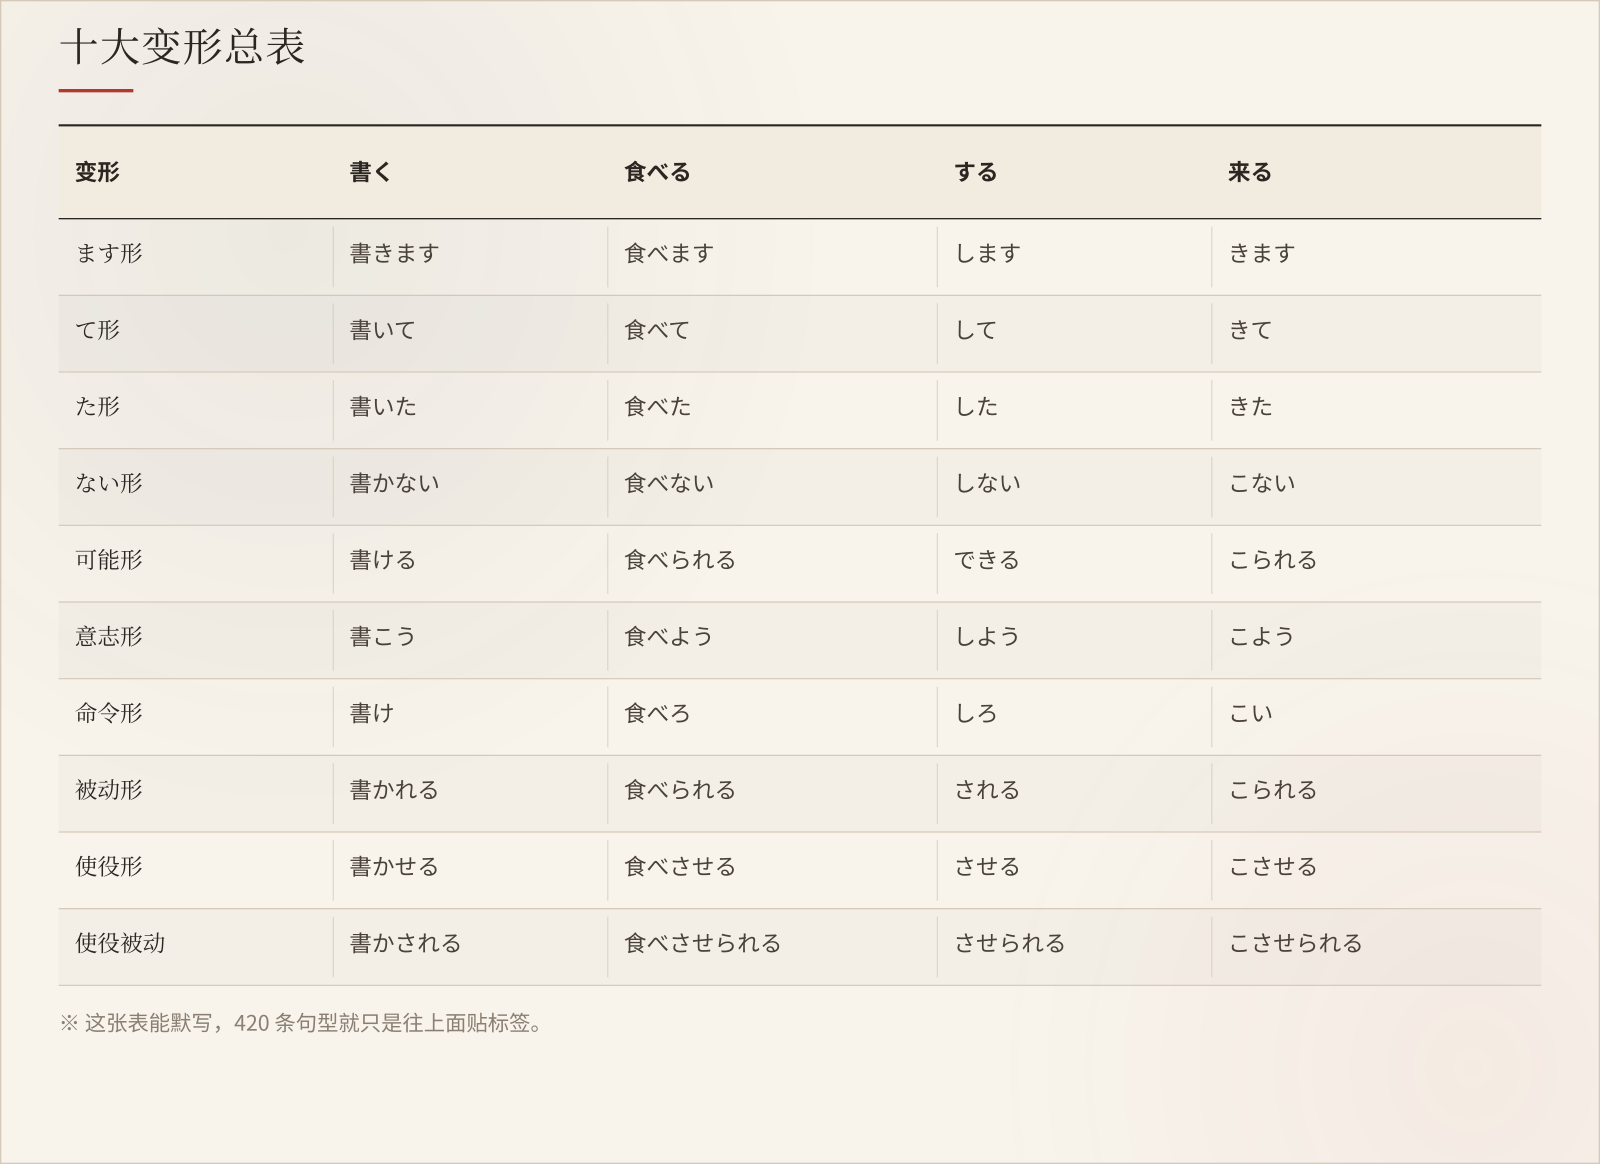 十大变形总表
变形 書く 食べる する 来る
ます形 書きます 食べます します きます
て形 書いて 食べて して きて
た形 書いた 食べた した きた
ない形 書かない 食べない しない こない
可能形 書ける 食べられる できる こられる
意志形 書こう 食べよう しよう こよう
命令形 書け 食べろ しろ こい
被动形 書かれる 食べられる される こられる
使役形 書かせる 食べさせる させる こさせる
使役被动 書かされる 食べさせられる させられる こさせられる
※ 这张表能默写，420 条句型就只是往上面贴标签。